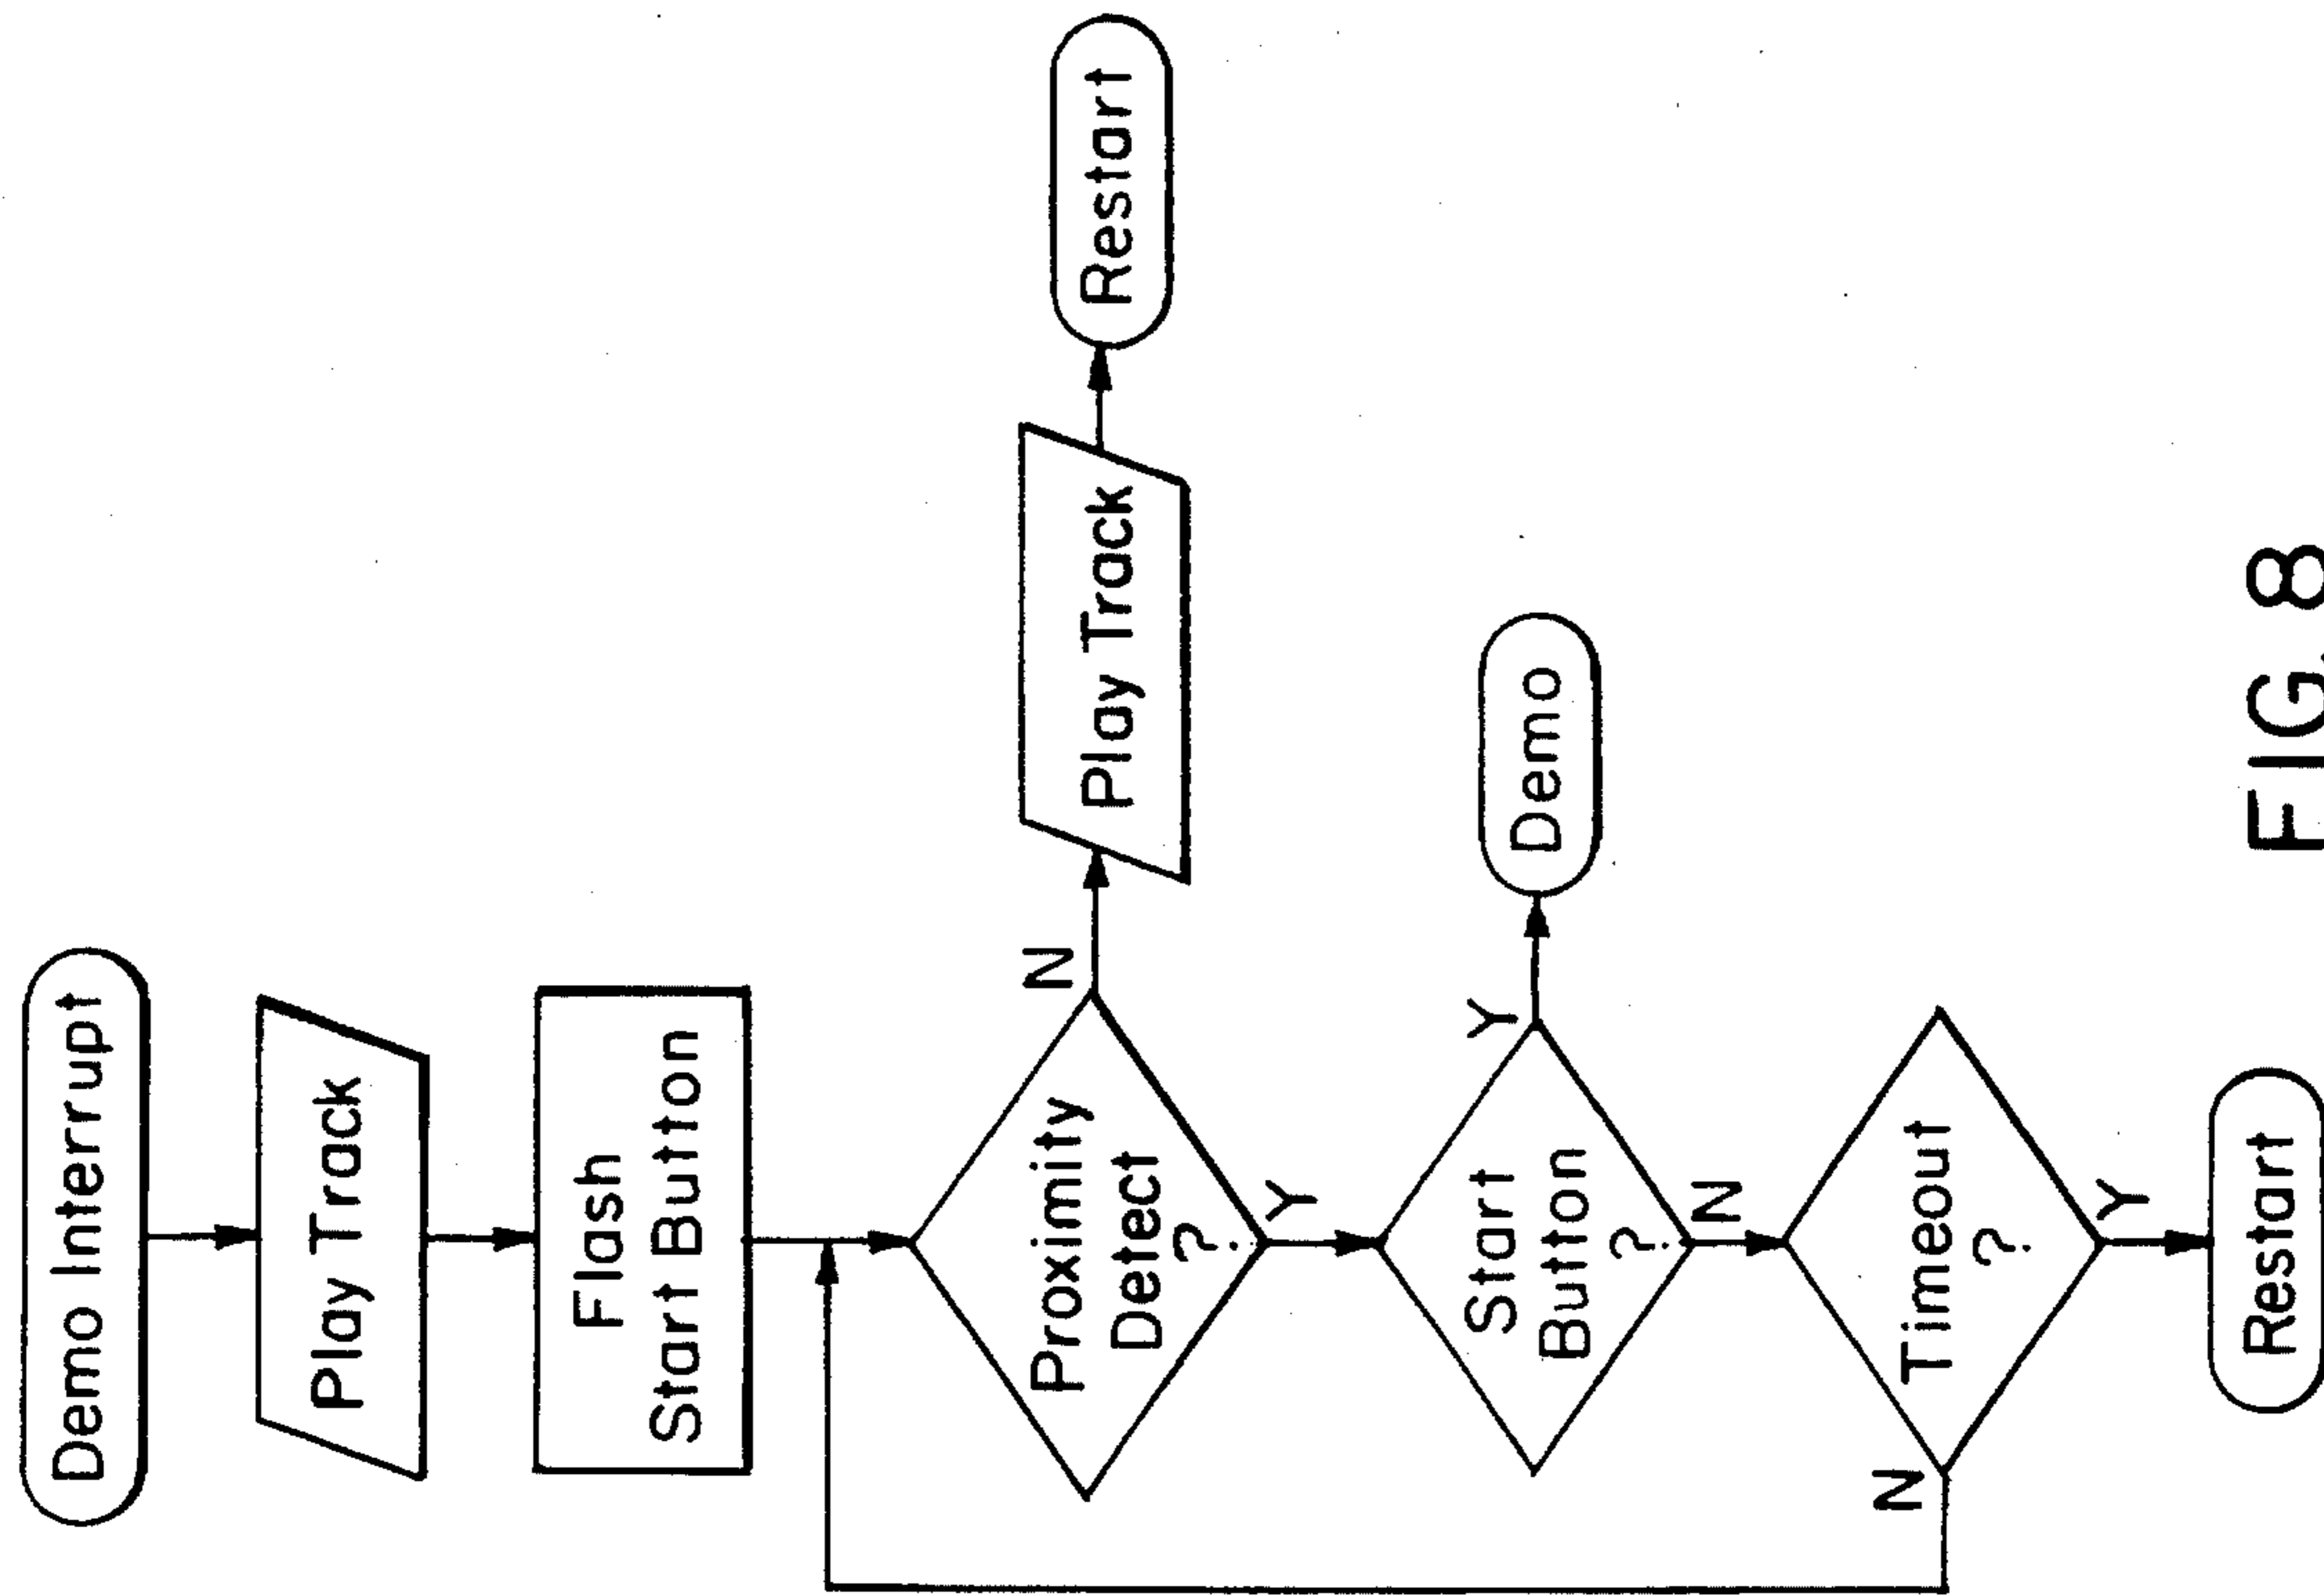 Demo Interrupt
Play Track
Flash
Start Button
Proximity
Detect
?
N
Play Track
Restart
Y
Start
Button
?
Y
Demo
N
Timeout
?
N
Y
Restart
FIG. 8